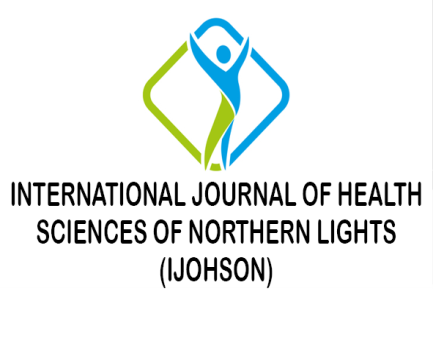 INTERNATIONAL JOURNAL OF HEALTH
SCIENCES OF NORTHERN LIGHTS
(IJOHSON)